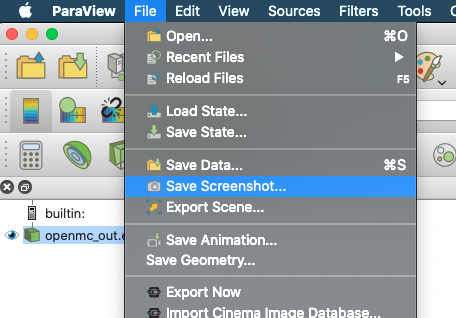 ParaView File Edit View Sources Filters Tools
Open... ⌘O
Recent Files
Reload Files F5
Load State...
Save State...
Save Data... ⌘S
Save Screenshot...
Export Scene...
Save Animation...
Save Geometry...
Export Now
Import Cinema Image Database...
builtin:
openmc_out.e